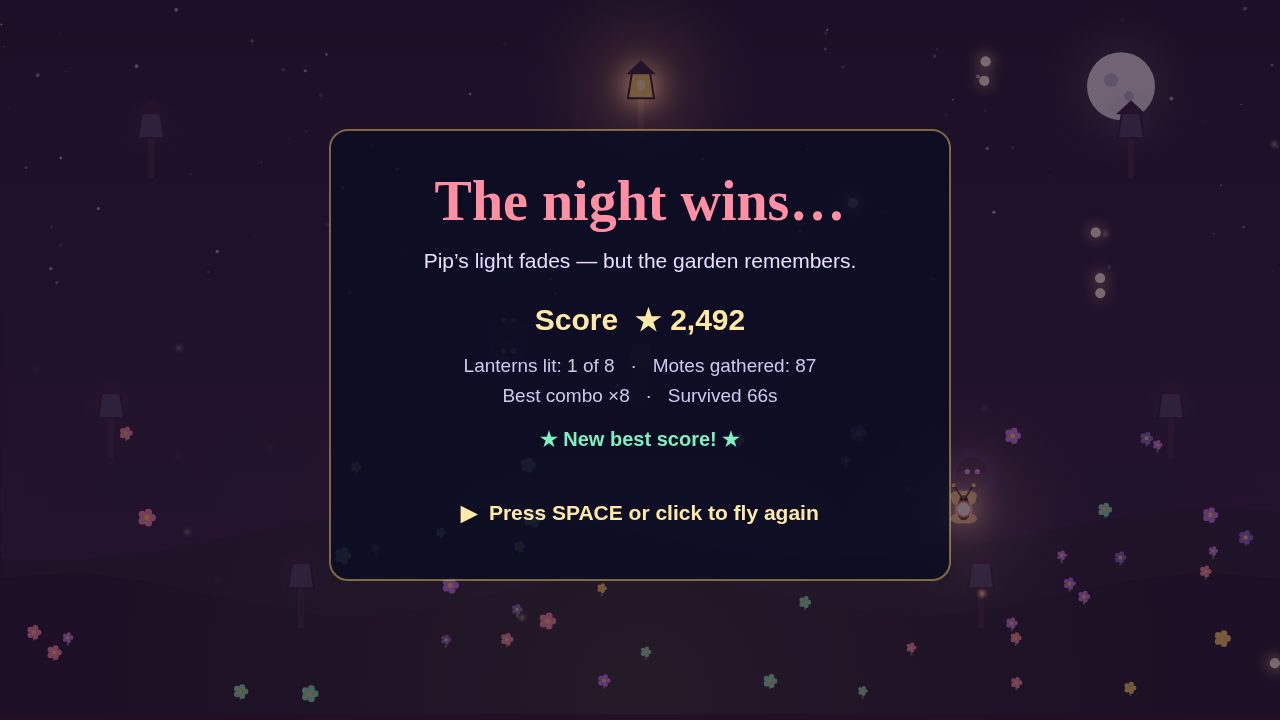 The night wins…
Pip’s light fades — but the garden remembers.
Score ★ 2,492
Lanterns lit: 1 of 8 · Motes gathered: 87
Best combo ×8 · Survived 66s
★ New best score! ★
▶ Press SPACE or click to fly again